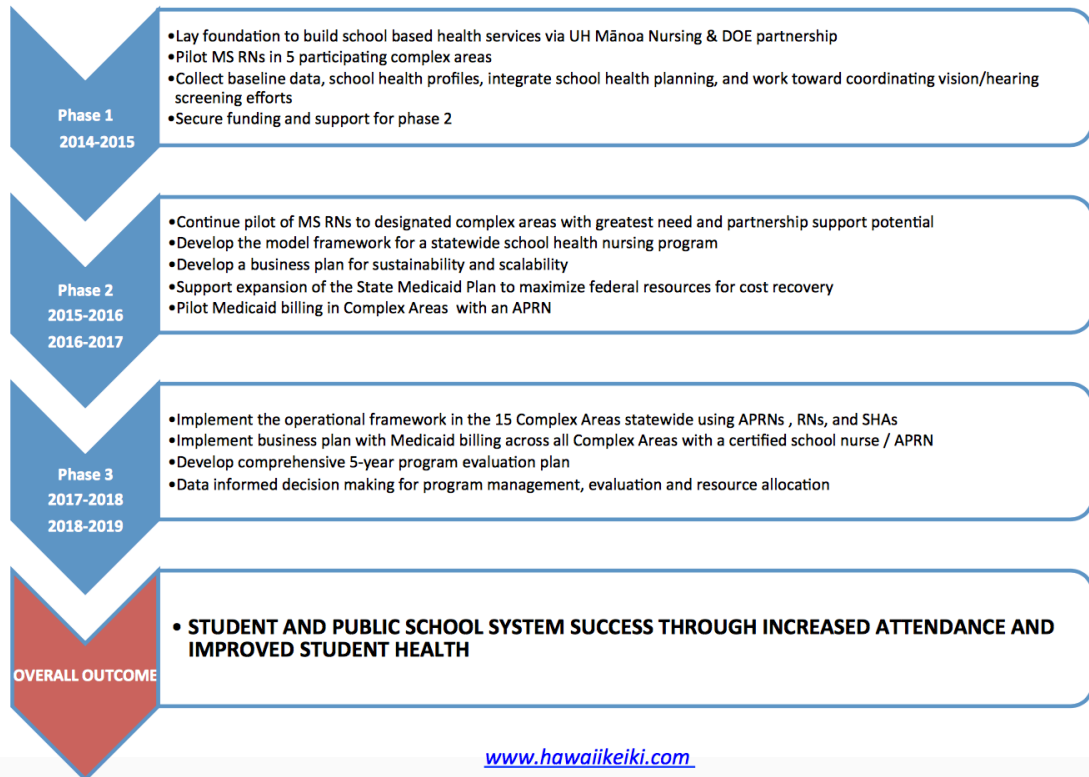 Phase 1
2014-2015
•Lay foundation to build school based health services via UH Mānoa Nursing & DOE partnership
•Pilot MS RNs in 5 participating complex areas
•Collect baseline data, school health profiles, integrate school health planning, and work toward coordinating vision/hearing
screening efforts
•Secure funding and support for phase 2
Phase 2
2015-2016
2016-2017
•Continue pilot of MS RNs to designated complex areas with greatest need and partnership support potential
•Develop the model framework for a statewide school health nursing program
•Develop a business plan for sustainability and scalability
•Support expansion of the State Medicaid Plan to maximize federal resources for cost recovery
•Pilot Medicaid billing in Complex Areas with an APRN
Phase 3
2017-2018
2018-2019
•Implement the operational framework in the 15 Complex Areas statewide using APRNs , RNs, and SHAs
•Implement business plan with Medicaid billing across all Complex Areas with a certified school nurse / APRN
•Develop comprehensive 5-year program evaluation plan
•Data informed decision making for program management, evaluation and resource allocation
OVERALL OUTCOME
• STUDENT AND PUBLIC SCHOOL SYSTEM SUCCESS THROUGH INCREASED ATTENDANCE AND
IMPROVED STUDENT HEALTH
www.hawaiikeiki.com